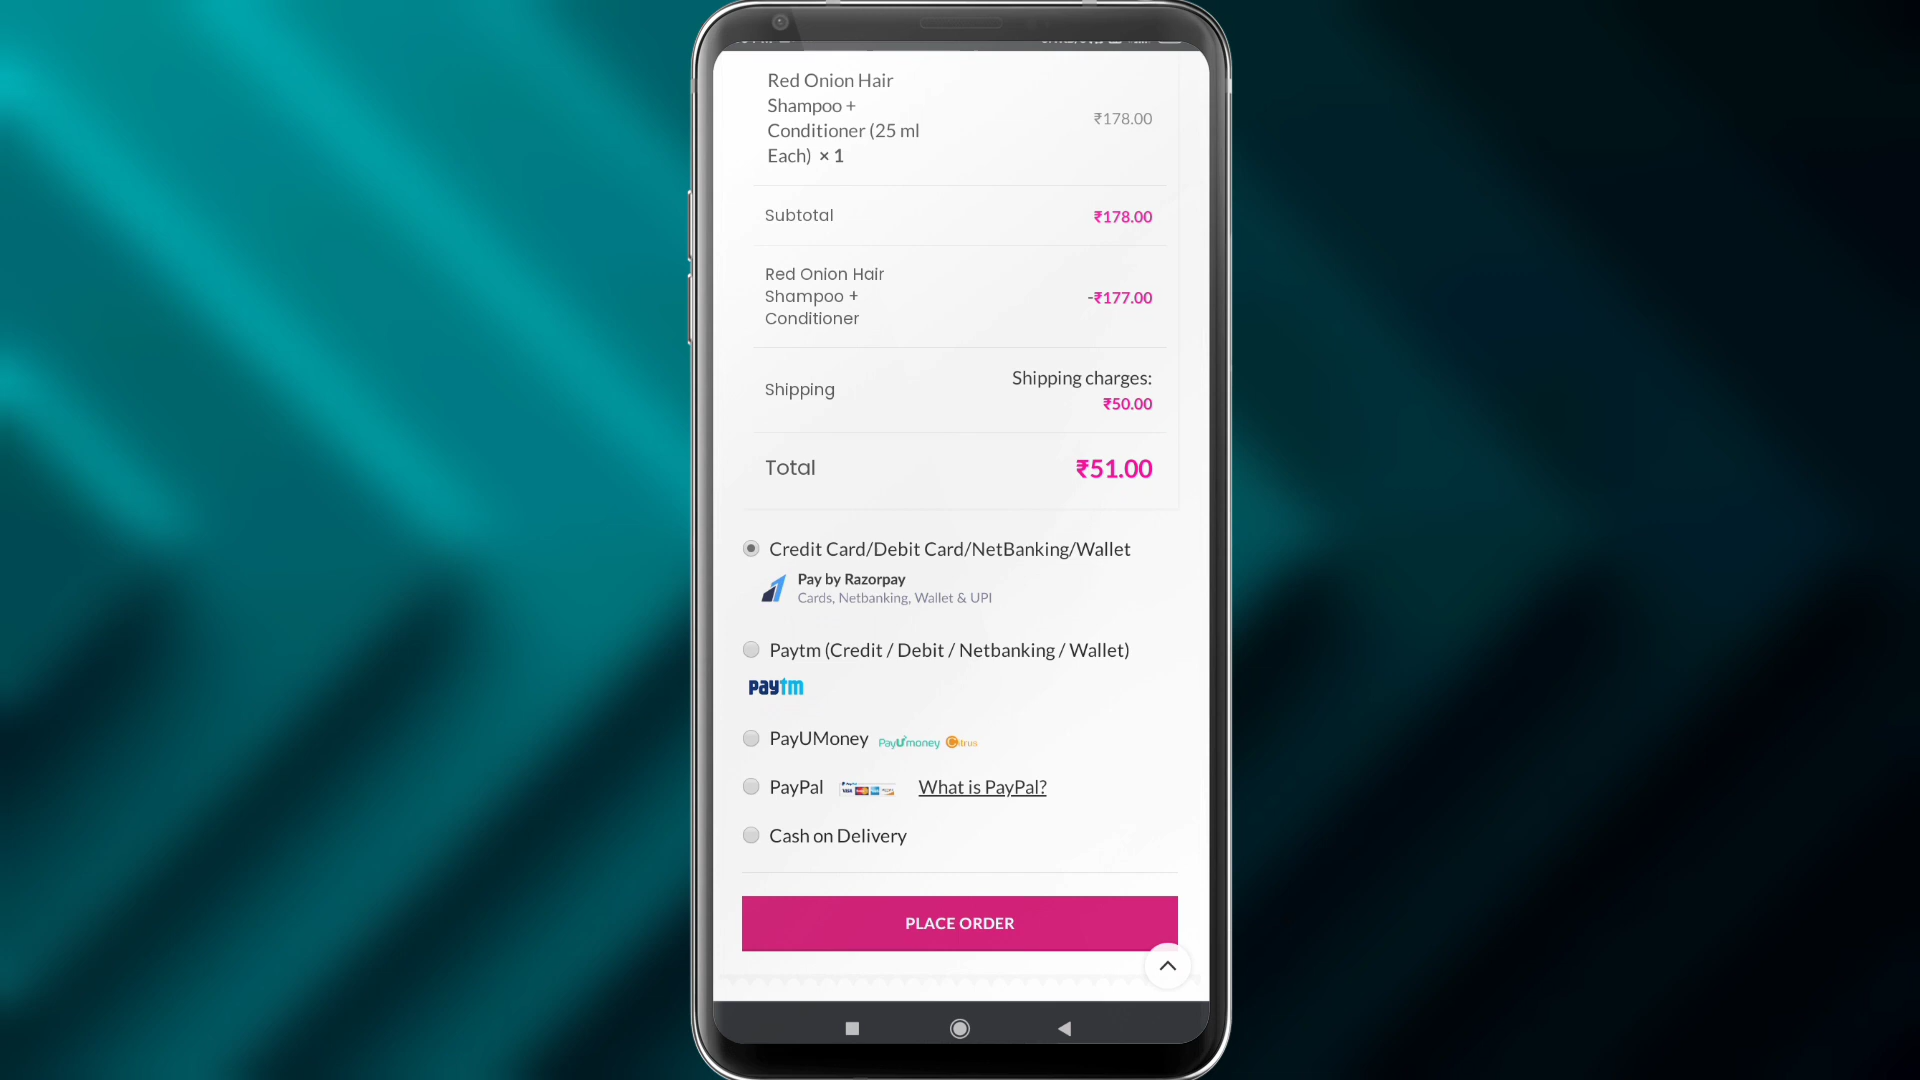 Red Onion Hair
Shampoo +
Conditioner (25 ml
Each) × 1
₹178.00
Subtotal
₹178.00
Red Onion Hair
Shampoo +
Conditioner
-₹177.00
Shipping
Shipping charges:
₹50.00
Total
₹51.00
Credit Card/Debit Card/NetBanking/Wallet
Pay by Razorpay
Cards, Netbanking, Wallet & UPI
Paytm (Credit / Debit / Netbanking / Wallet)
paytm
PayUMoney PayUmoney Citrus
PayPal What is PayPal?
Cash on Delivery
PLACE ORDER